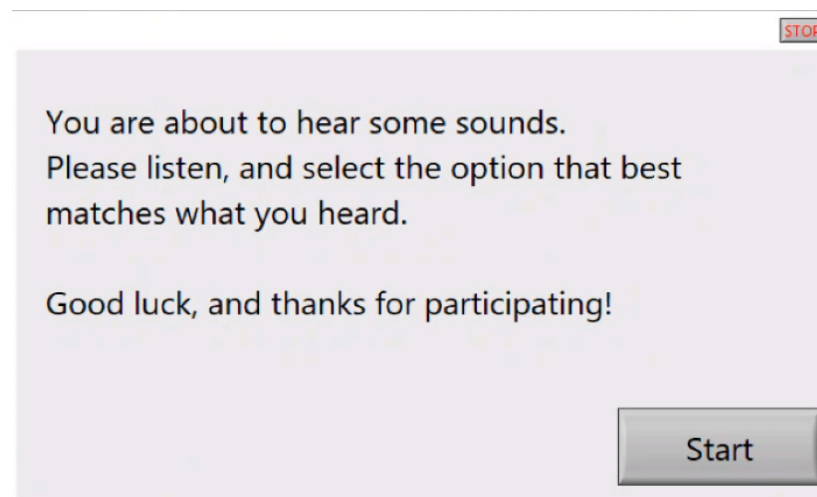 STOP
You are about to hear some sounds.
Please listen, and select the option that best
matches what you heard.
Good luck, and thanks for participating!
Start